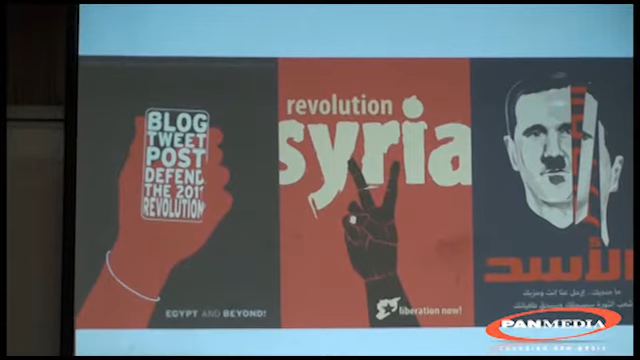 BLOG
TWEET
POST
DEFEND
THE 2011
REVOLUTION
EGYPT AND BEYOND!
revolution
syria
liberation now!
الأسد
PANMEDIA